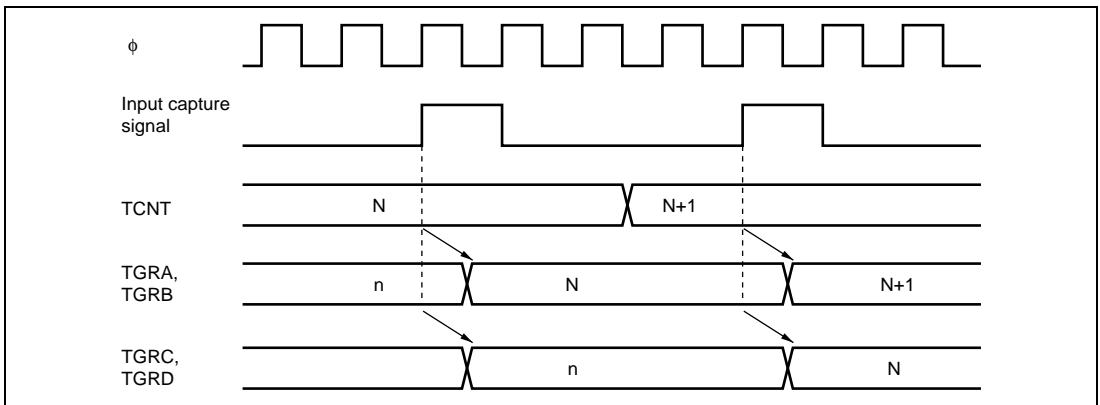 ϕ
Input capture
signal
TCNT
N
N+1
TGRA,
TGRB
n
N
N+1
TGRC,
TGRD
n
N